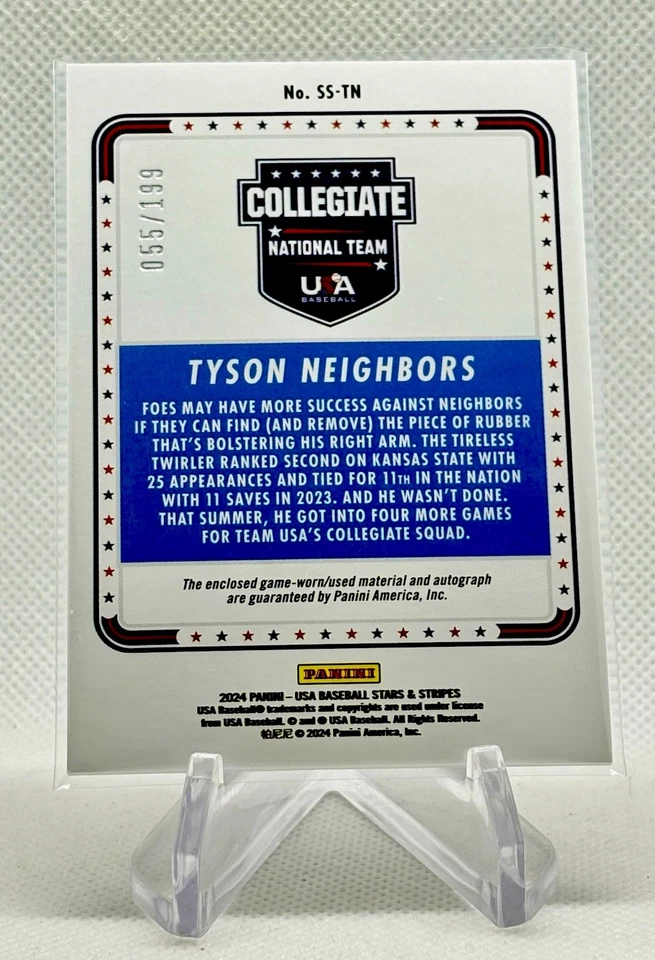 No. SS-TN
055/199
COLLEGIATE
NATIONAL TEAM
USA
BASEBALL
TYSON NEIGHBORS
FOES MAY HAVE MORE SUCCESS AGAINST NEIGHBORS
IF THEY CAN FIND (AND REMOVE) THE PIECE OF RUBBER
THAT'S BOLSTERING HIS RIGHT ARM. THE TIRELESS
TWIRLER RANKED SECOND ON KANSAS STATE WITH
25 APPEARANCES AND TIED FOR 11TH IN THE NATION
WITH 11 SAVES IN 2023. AND HE WASN'T DONE.
THAT SUMMER, HE GOT INTO FOUR MORE GAMES
FOR TEAM USA'S COLLEGIATE SQUAD.
The enclosed game-worn/used material and autograph
are guaranteed by Panini America, Inc.
PANINI
2024 PANINI – USA BASEBALL STARS & STRIPES
USA Baseball® trademarks and copyrights are used under license
from USA Baseball. © and ® USA Baseball. All Rights Reserved.
帕尼尼 © 2024 Panini America, Inc.